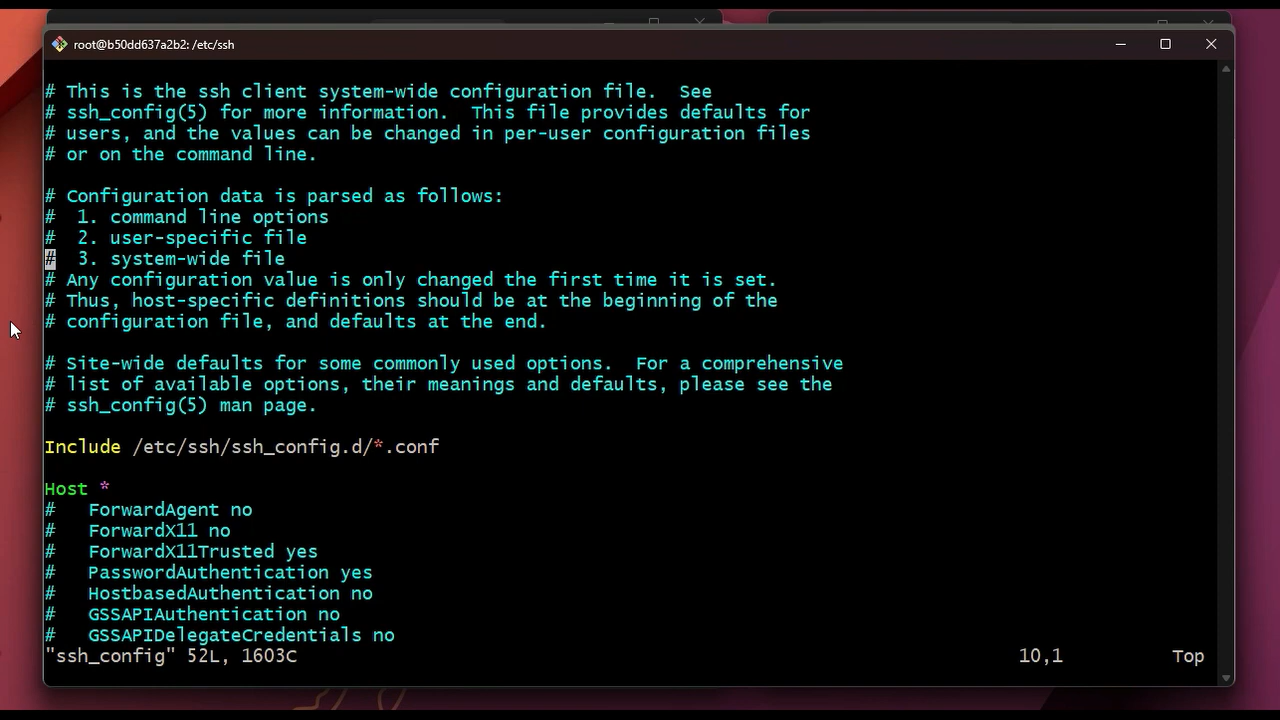 root@b50dd637a2b2: /etc/ssh
# This is the ssh client system-wide configuration file.  See
# ssh_config(5) for more information.  This file provides defaults for
# users, and the values can be changed in per-user configuration files
# or on the command line.
# Configuration data is parsed as follows:
#  1. command line options
#  2. user-specific file
#  3. system-wide file
# Any configuration value is only changed the first time it is set.
# Thus, host-specific definitions should be at the beginning of the
# configuration file, and defaults at the end.
# Site-wide defaults for some commonly used options.  For a comprehensive
# list of available options, their meanings and defaults, please see the
# ssh_config(5) man page.
Include /etc/ssh/ssh_config.d/*.conf
Host *
#   ForwardAgent no
#   ForwardX11 no
#   ForwardX11Trusted yes
#   PasswordAuthentication yes
#   HostbasedAuthentication no
#   GSSAPIAuthentication no
#   GSSAPIDelegateCredentials no
"ssh_config" 52L, 1603C 10,1 Top